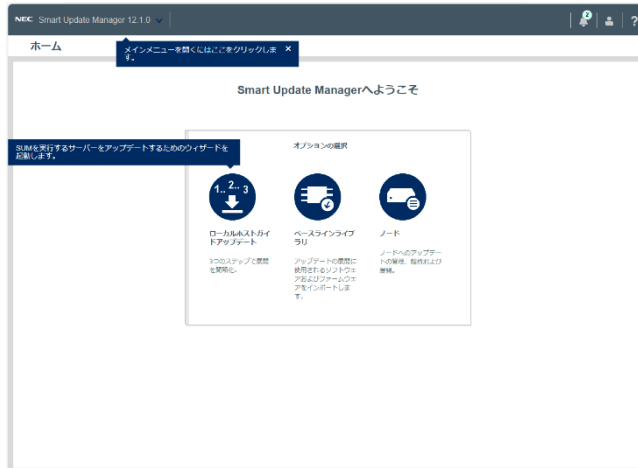 NEC Smart Update Manager 12.1.0
2
?
ホーム
メインメニューを開くにはここをクリックしま
す。
×
Smart Update Managerへようこそ
SUMを実行するサーバーをアップデートするためのウィザードを
起動します。
オプションの選択
1.. 2.. 3
ローカルホストガイ
ドアップデート
3つのステップで展開
を簡略化。
ベースラインライブ
ラリ
アップデートの展開に
使用されるソフトウェ
アおよびファームウェ
アをインポートしま
す。
ノード
ノードへのアップデー
トの管理、監視および
展開。